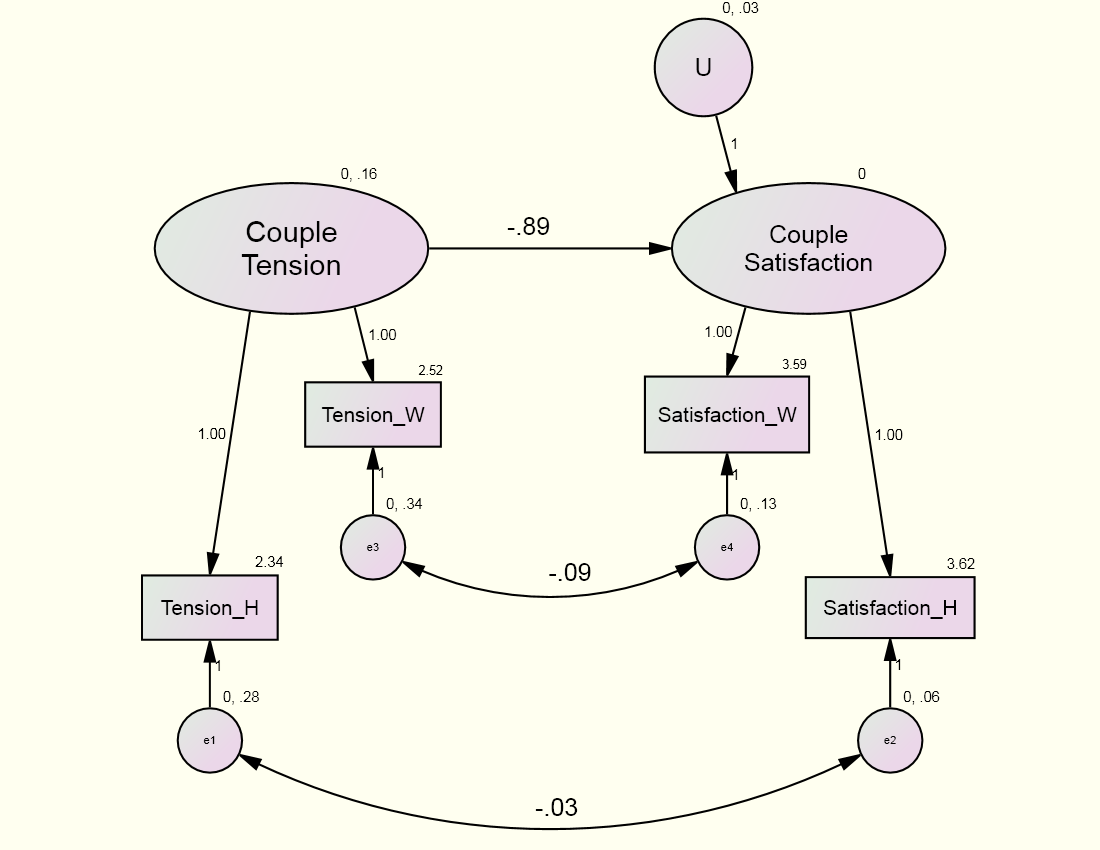 0, .03
U
1
0, .16
0
Couple
Tension
-.89
Couple
Satisfaction
1.00
1.00
2.52
3.59
Tension_W
Satisfaction_W
1.00
1.00
1
1
0, .34
0, .13
e3
e4
-.09
2.34
3.62
Tension_H
Satisfaction_H
1
1
0, .28
0, .06
e1
e2
-.03